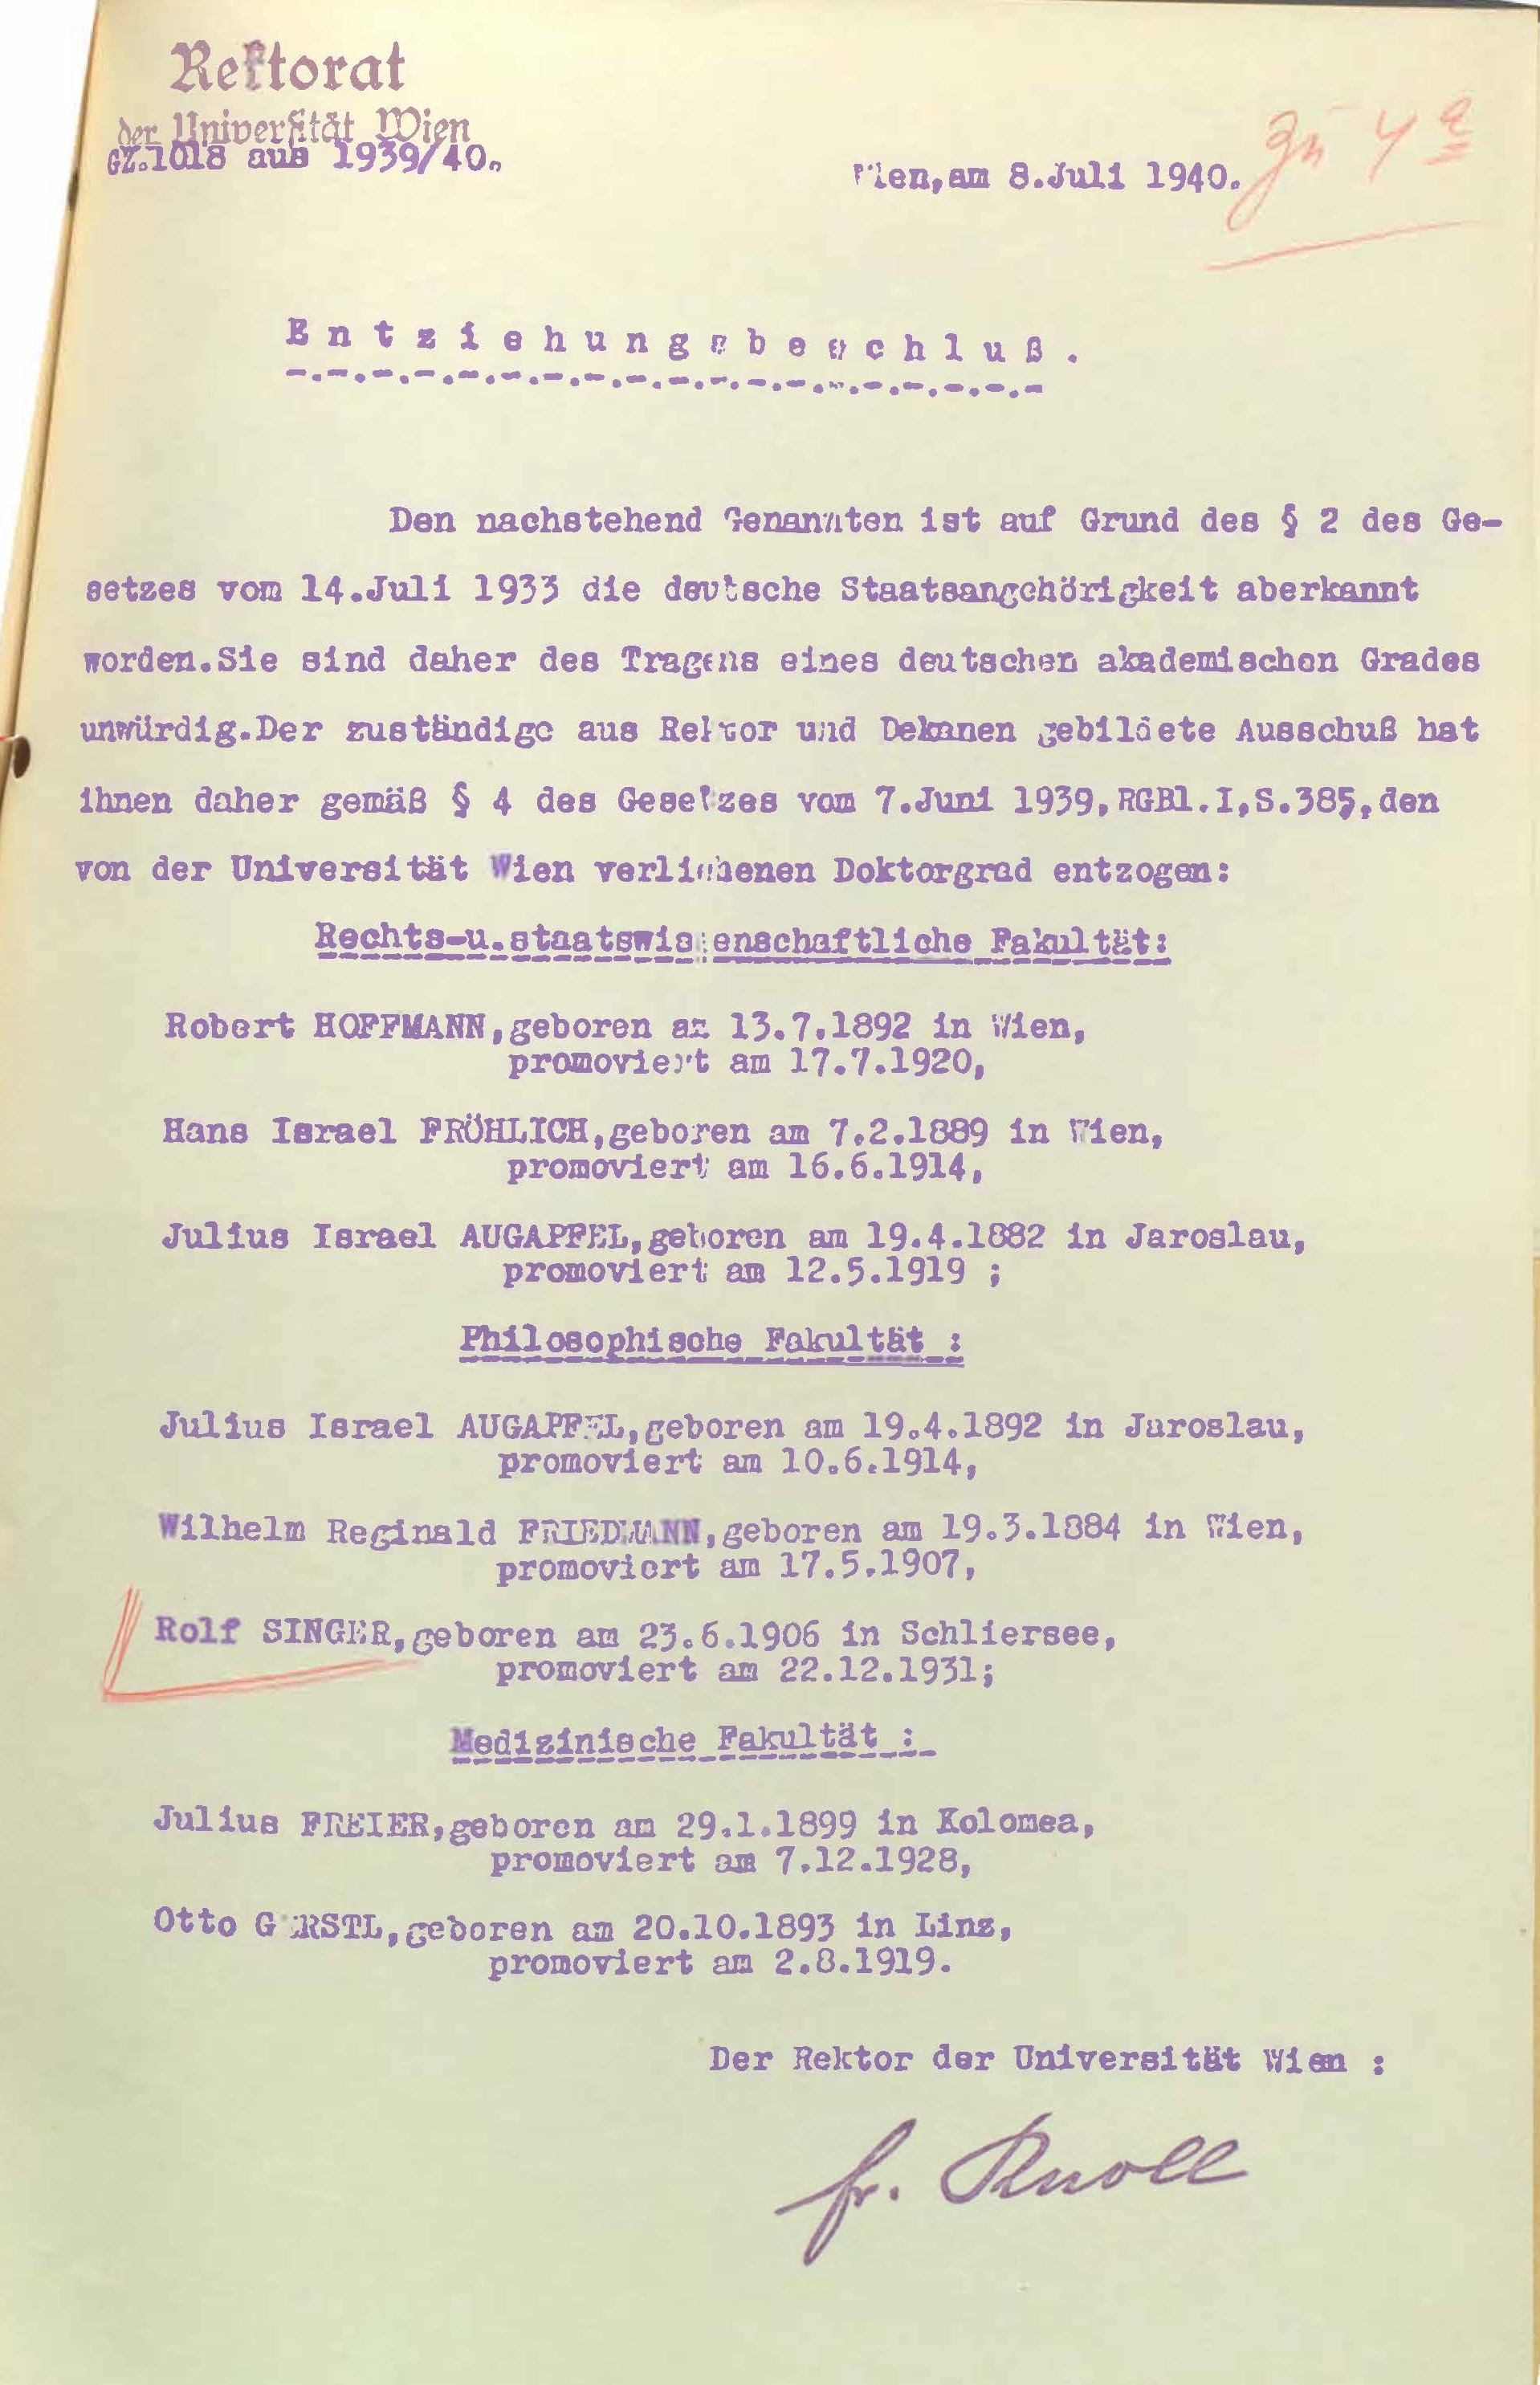 Rektorat
der Universität Wien
GZ.1018 aus 1939/40.
Wien,am 8.Juli 1940.
zu 4 a
Entziehungsbeschluß.
Den nachstehend Genannten ist auf Grund des § 2 des Ge-
setzes vom 14.Juli 1933 die deutsche Staatsangehörigkeit aberkannt
worden.Sie sind daher des Tragens eines deutschen akademischen Grades
unwürdig.Der zuständige aus Rektor und Dekanen gebildete Ausschuß hat
ihnen daher gemäß § 4 des Gesetzes vom 7.Juni 1939,RGBl.I,S.385,den
von der Universität Wien verliehenen Doktorgrad entzogen:
Rechts-u.staatswissenschaftliche Fakultät:
Robert HOFFMANN,geboren am 13.7.1892 in Wien,
promoviert am 17.7.1920,
Hans Israel FRÖHLICH,geboren am 7.2.1889 in Wien,
promoviert am 16.6.1914,
Julius Israel AUGAPFEL,geboren am 19.4.1882 in Jaroslau,
promoviert am 12.5.1919 ;
Philosophische Fakultät :
Julius Israel AUGAPFEL,geboren am 19.4.1892 in Jaroslau,
promoviert am 10.6.1914,
Wilhelm Reginald FRIEDMANN,geboren am 19.3.1884 in Wien,
promoviert am 17.5.1907,
Rolf SINGER,geboren am 23.6.1906 in Schliersee,
promoviert am 22.12.1931;
Medizinische Fakultät :
Julius FREIER,geboren am 29.1.1899 in Kolomea,
promoviert am 7.12.1928,
Otto GERSTL,geboren am 20.10.1893 in Linz,
promoviert am 2.8.1919.
Der Rektor der Universität Wien :
fr. Knoll